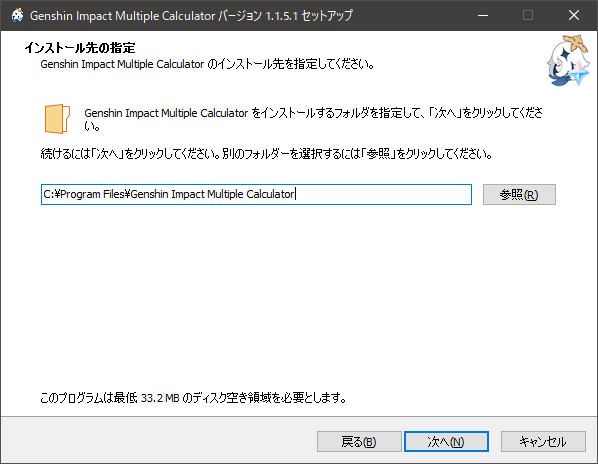 Genshin Impact Multiple Calculator バージョン 1.1.5.1 セットアップ
インストール先の指定
Genshin Impact Multiple Calculator のインストール先を指定してください。
Genshin Impact Multiple Calculator をインストールするフォルダを指定して、「次へ」をクリックしてくださ
い。
続けるには「次へ」をクリックしてください。別のフォルダーを選択するには「参照」をクリックしてください。
C:¥Program Files¥Genshin Impact Multiple Calculator
参照(R)
このプログラムは最低 33.2 MB のディスク空き領域を必要とします。
戻る(B)
次へ(N)
キャンセル